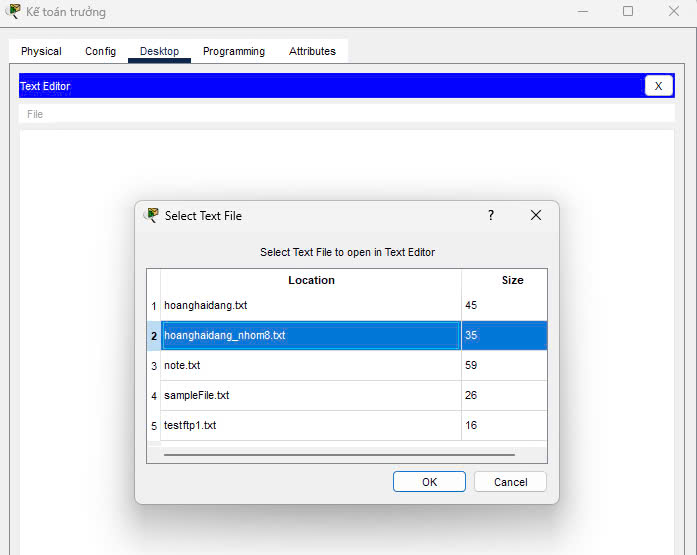 Kế toán trưởng
Physical Config Desktop Programming Attributes
Text Editor X
File
Select Text File ?
Select Text File to open in Text Editor
Location Size
1 hoanghaidang.txt 45
2 hoanghaidang_nhom8.txt 35
3 note.txt 59
4 sampleFile.txt 26
5 testftp1.txt 16
OK Cancel